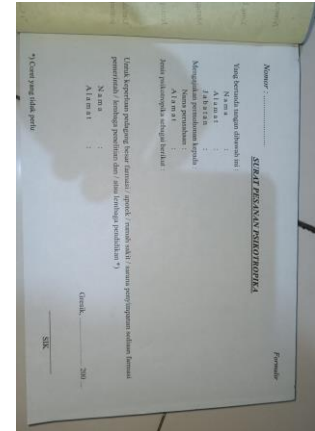 Formulir
Nomor : ....................
SURAT PESANAN PSIKOTROPIKA
Yang bertanda tangan dibawah ini :
N a m a :
A l a m a t :
J a b a t a n :
Mengajukan permohonan kepada :
Nama perusahaan :
A l a m a t :
Jenis psikotropika sebagai berikut :
Untuk keperluan pedagang besar farmasi / apotek / rumah sakit / sarana penyimpanan sediaan farmasi
pemerintah / lembaga penelitian dan / atau lembaga pendidikan *)
N a m a :
A l a m a t :
Gresik, .................. 200 ...
SIK.
*) Coret yang tidak perlu